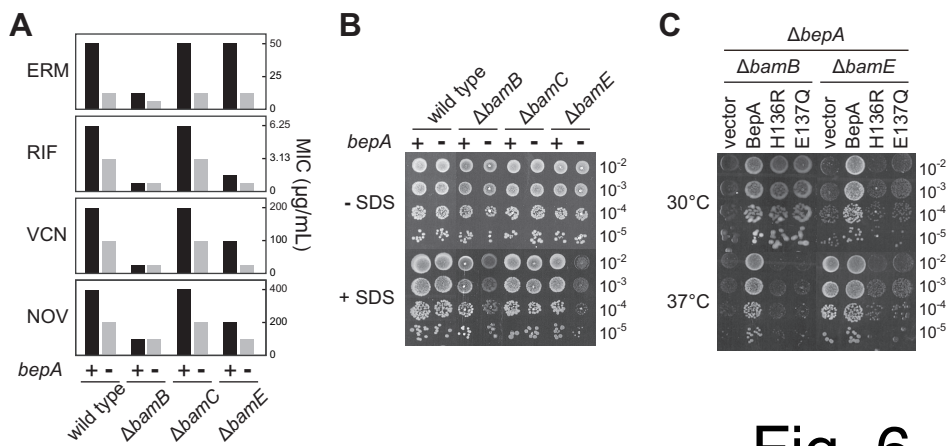 A
ERM
50
25
0
RIF
6.25
3.13
0
VCN
200
100
0
NOV
400
200
0
MIC (µg/mL)
bepA + - + - + - + -
wild type ΔbamB ΔbamC ΔbamE
B
wild type ΔbamB ΔbamC ΔbamE
bepA + - + - + - + -
- SDS
10-2
10-3
10-4
10-5
+ SDS
10-2
10-3
10-4
10-5
C
ΔbepA
ΔbamB ΔbamE
vector BepA H136R E137Q vector BepA H136R E137Q
30°C
10-2
10-3
10-4
10-5
37°C
10-2
10-3
10-4
10-5
Fig. 6